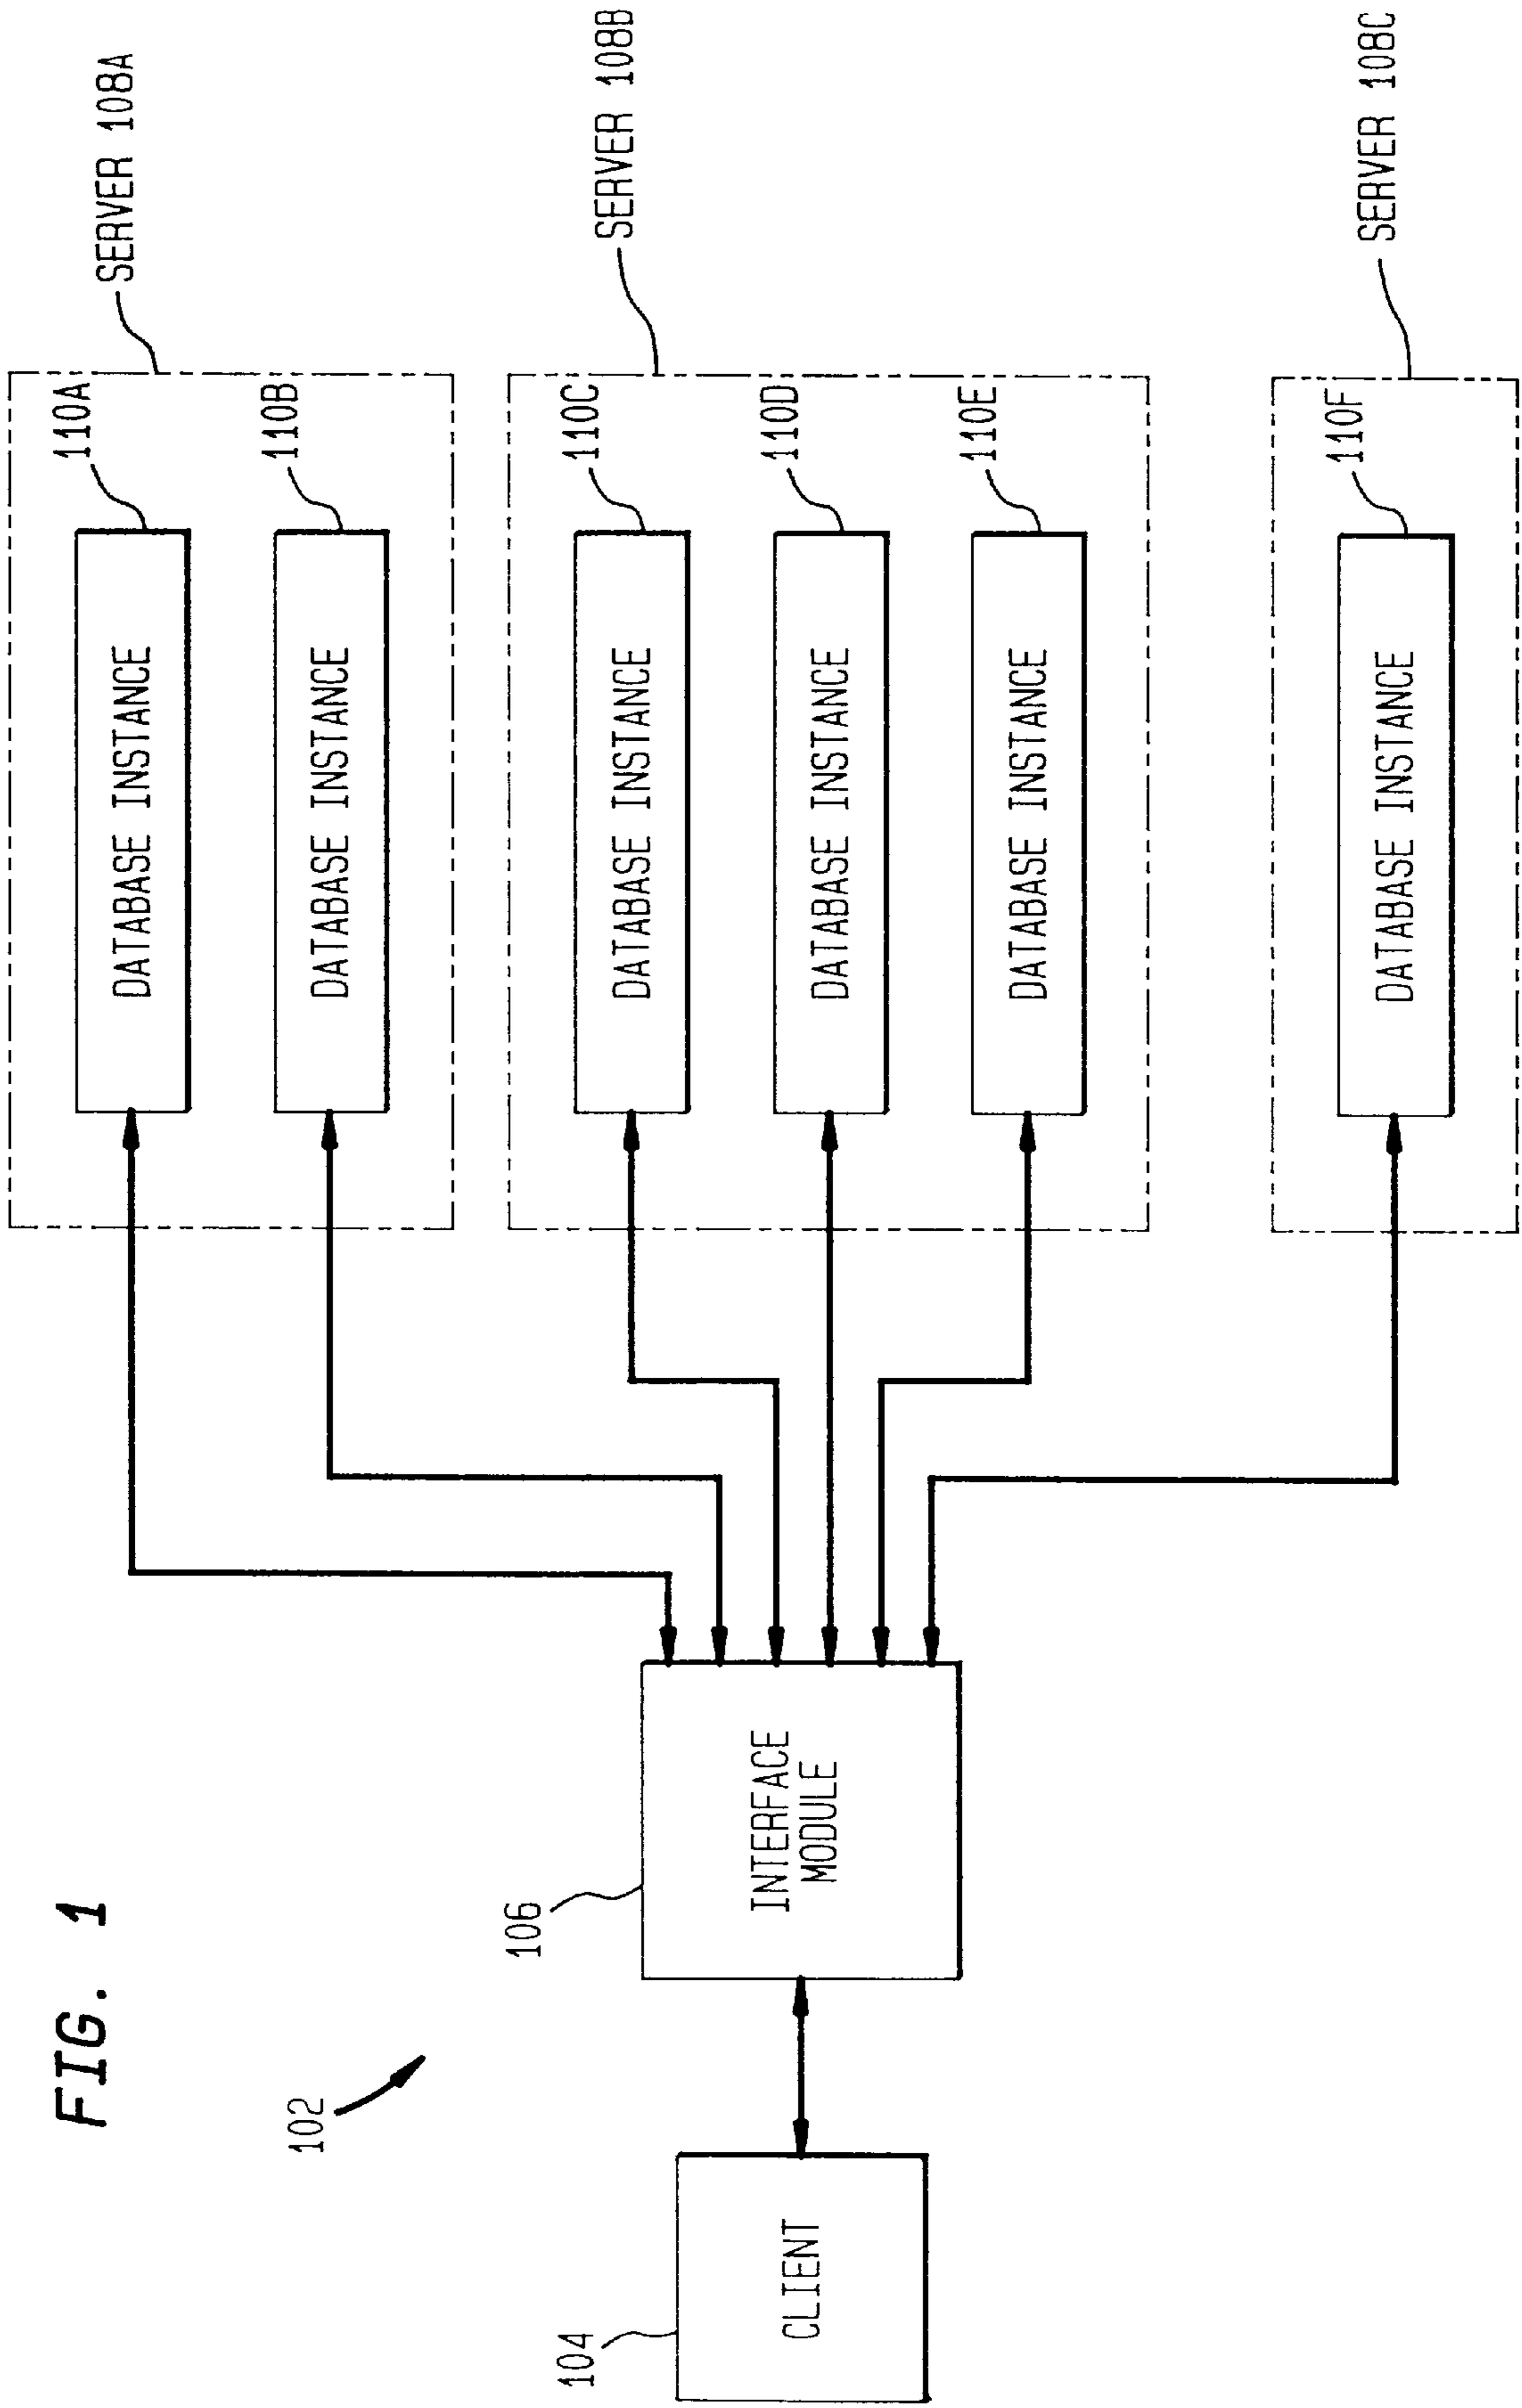 FIG. 1
102
104
CLIENT
106
INTERFACE
MODULE
SERVER 108A
110A
DATABASE INSTANCE
110B
DATABASE INSTANCE
SERVER 108B
110C
DATABASE INSTANCE
110D
DATABASE INSTANCE
110E
DATABASE INSTANCE
SERVER 108C
110F
DATABASE INSTANCE